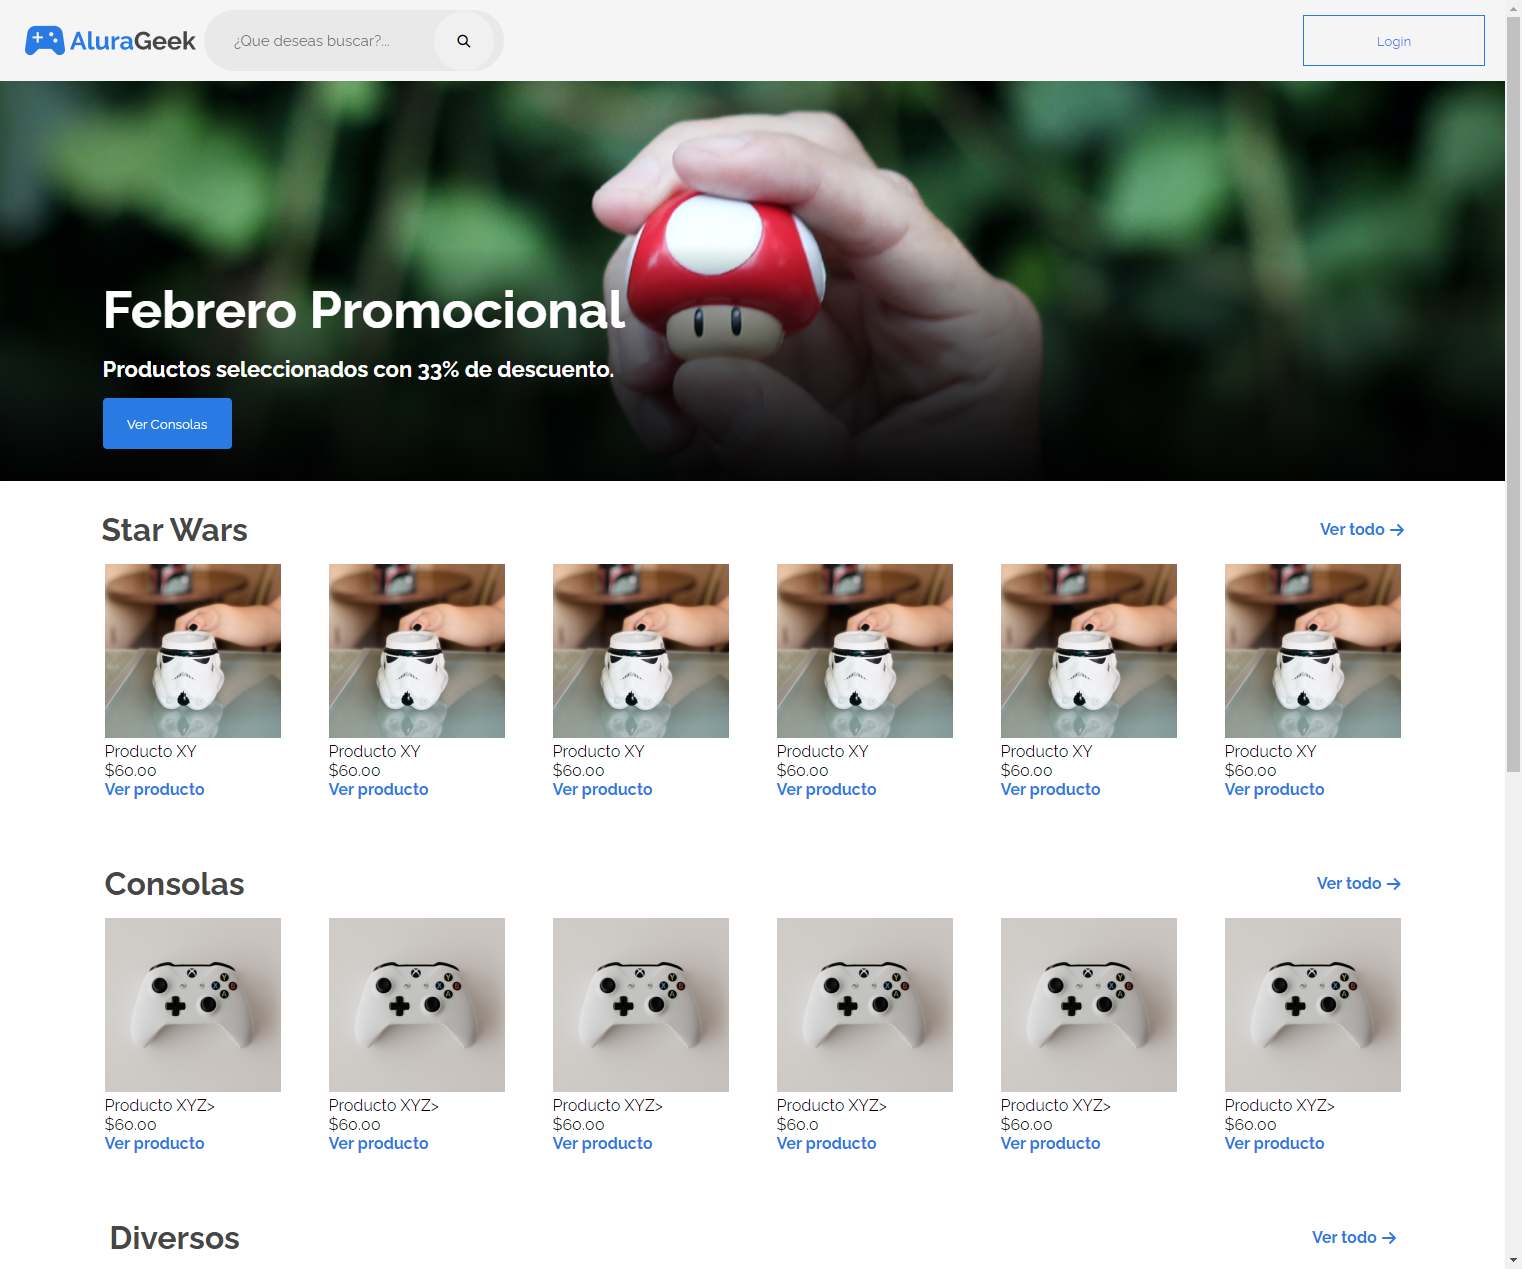 AluraGeek
¿Que deseas buscar?...
Login
Febrero Promocional
Productos seleccionados con 33% de descuento.
Ver Consolas
Star Wars
Ver todo →
Producto XY
$60.00
Ver producto
Producto XY
$60.00
Ver producto
Producto XY
$60.00
Ver producto
Producto XY
$60.00
Ver producto
Producto XY
$60.00
Ver producto
Producto XY
$60.00
Ver producto
Consolas
Ver todo →
Producto XYZ>
$60.00
Ver producto
Producto XYZ>
$60.00
Ver producto
Producto XYZ>
$60.00
Ver producto
Producto XYZ>
$60.0
Ver producto
Producto XYZ>
$60.00
Ver producto
Producto XYZ>
$60.00
Ver producto
Diversos
Ver todo →